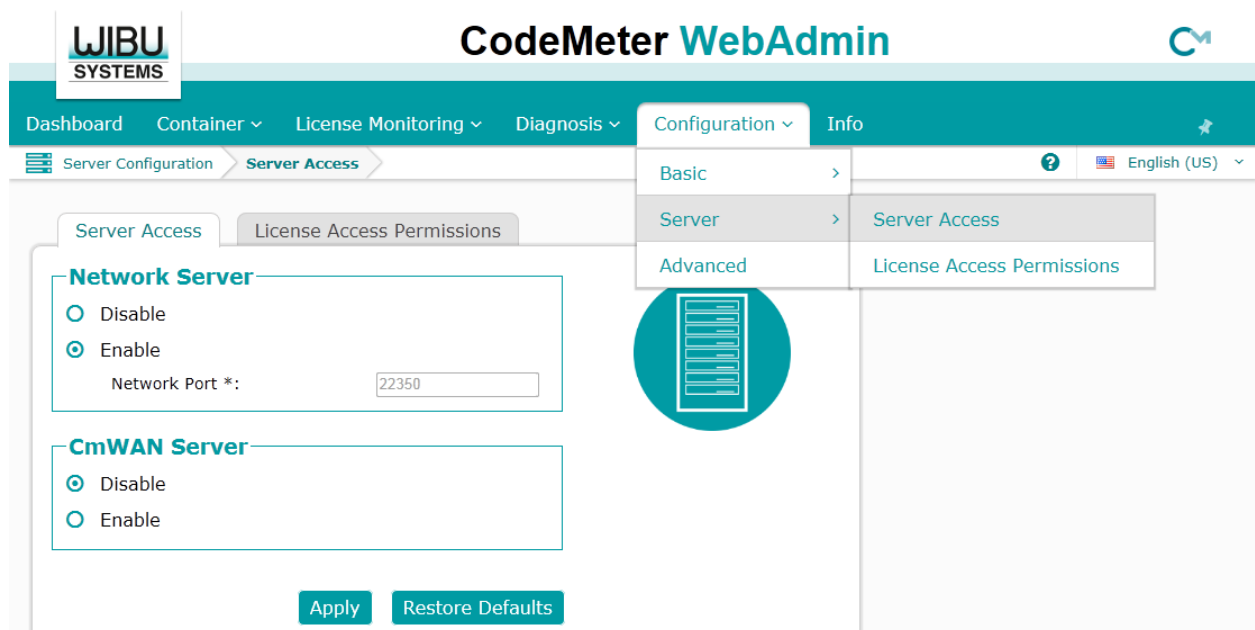 WIBU
SYSTEMS
CodeMeter WebAdmin
CM
Dashboard Container License Monitoring Diagnosis Configuration Info
Server Configuration Server Access
? English (US)
Basic
Server
Advanced
Server Access
License Access Permissions
Server Access License Access Permissions
Network Server
Disable
Enable
Network Port *: 22350
CmWAN Server
Disable
Enable
Apply Restore Defaults